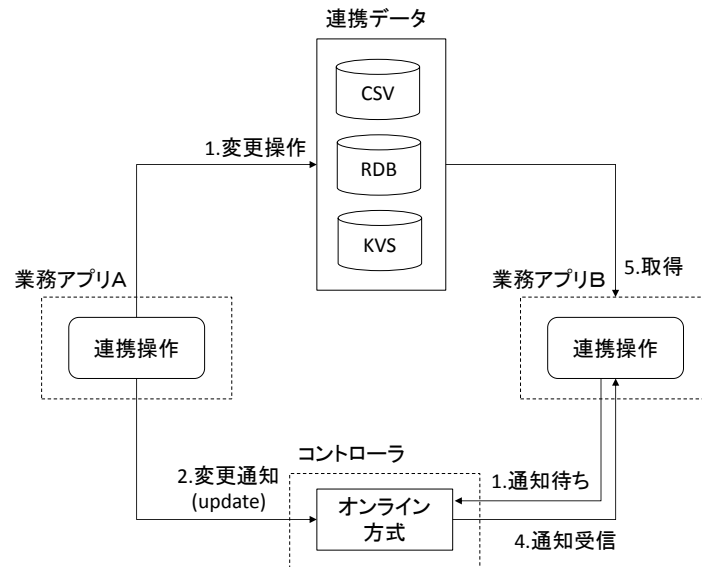 連携データ
CSV
RDB
KVS
1.変更操作
業務アプリA
連携操作
5.取得
業務アプリB
連携操作
コントローラ
2.変更通知
(update)
オンライン
方式
1.通知待ち
4.通知受信